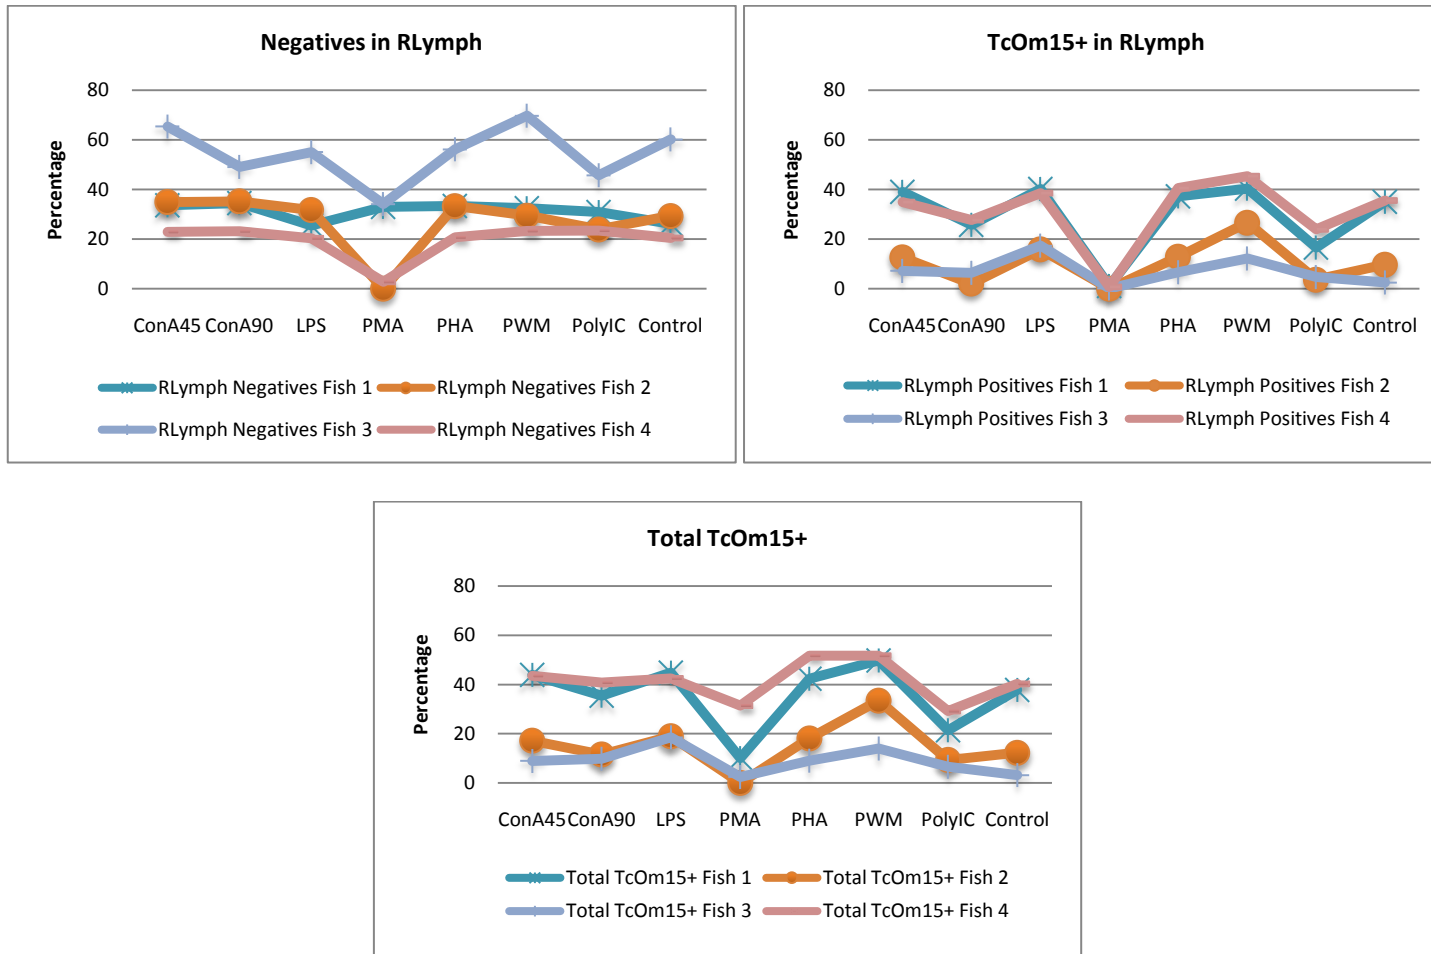 Negatives in RLymph
Percentage
80
60
40
20
0
ConA45 ConA90 LPS PMA PHA PWM PolyIC Control
RLymph Negatives Fish 1 RLymph Negatives Fish 2
RLymph Negatives Fish 3 RLymph Negatives Fish 4
TcOm15+ in RLymph
Percentage
80
60
40
20
0
ConA45 ConA90 LPS PMA PHA PWM PolyIC Control
RLymph Positives Fish 1 RLymph Positives Fish 2
RLymph Positives Fish 3 RLymph Positives Fish 4
Total TcOm15+
Percentage
80
60
40
20
0
ConA45 ConA90 LPS PMA PHA PWM PolyIC Control
Total TcOm15+ Fish 1 Total TcOm15+ Fish 2
Total TcOm15+ Fish 3 Total TcOm15+ Fish 4